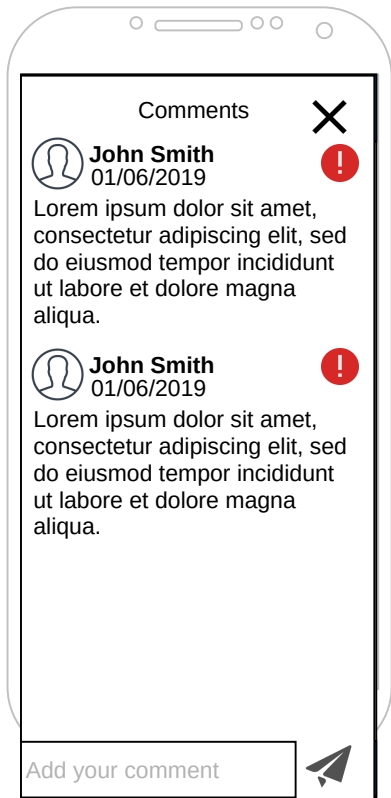 Comments
John Smith
01/06/2019
Lorem ipsum dolor sit amet,
consectetur adipiscing elit, sed
do eiusmod tempor incididunt
ut labore et dolore magna
aliqua.
John Smith
01/06/2019
Lorem ipsum dolor sit amet,
consectetur adipiscing elit, sed
do eiusmod tempor incididunt
ut labore et dolore magna
aliqua.
Add your comment